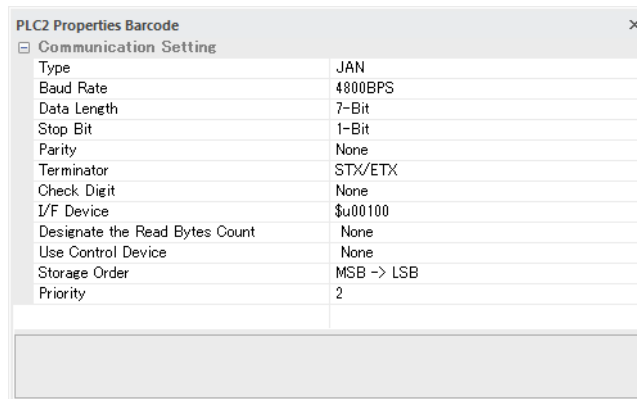 PLC2 Properties Barcode ×
Communication Setting
Type JAN
Baud Rate 4800BPS
Data Length 7-Bit
Stop Bit 1-Bit
Parity None
Terminator STX/ETX
Check Digit None
I/F Device $u00100
Designate the Read Bytes Count None
Use Control Device None
Storage Order MSB -> LSB
Priority 2